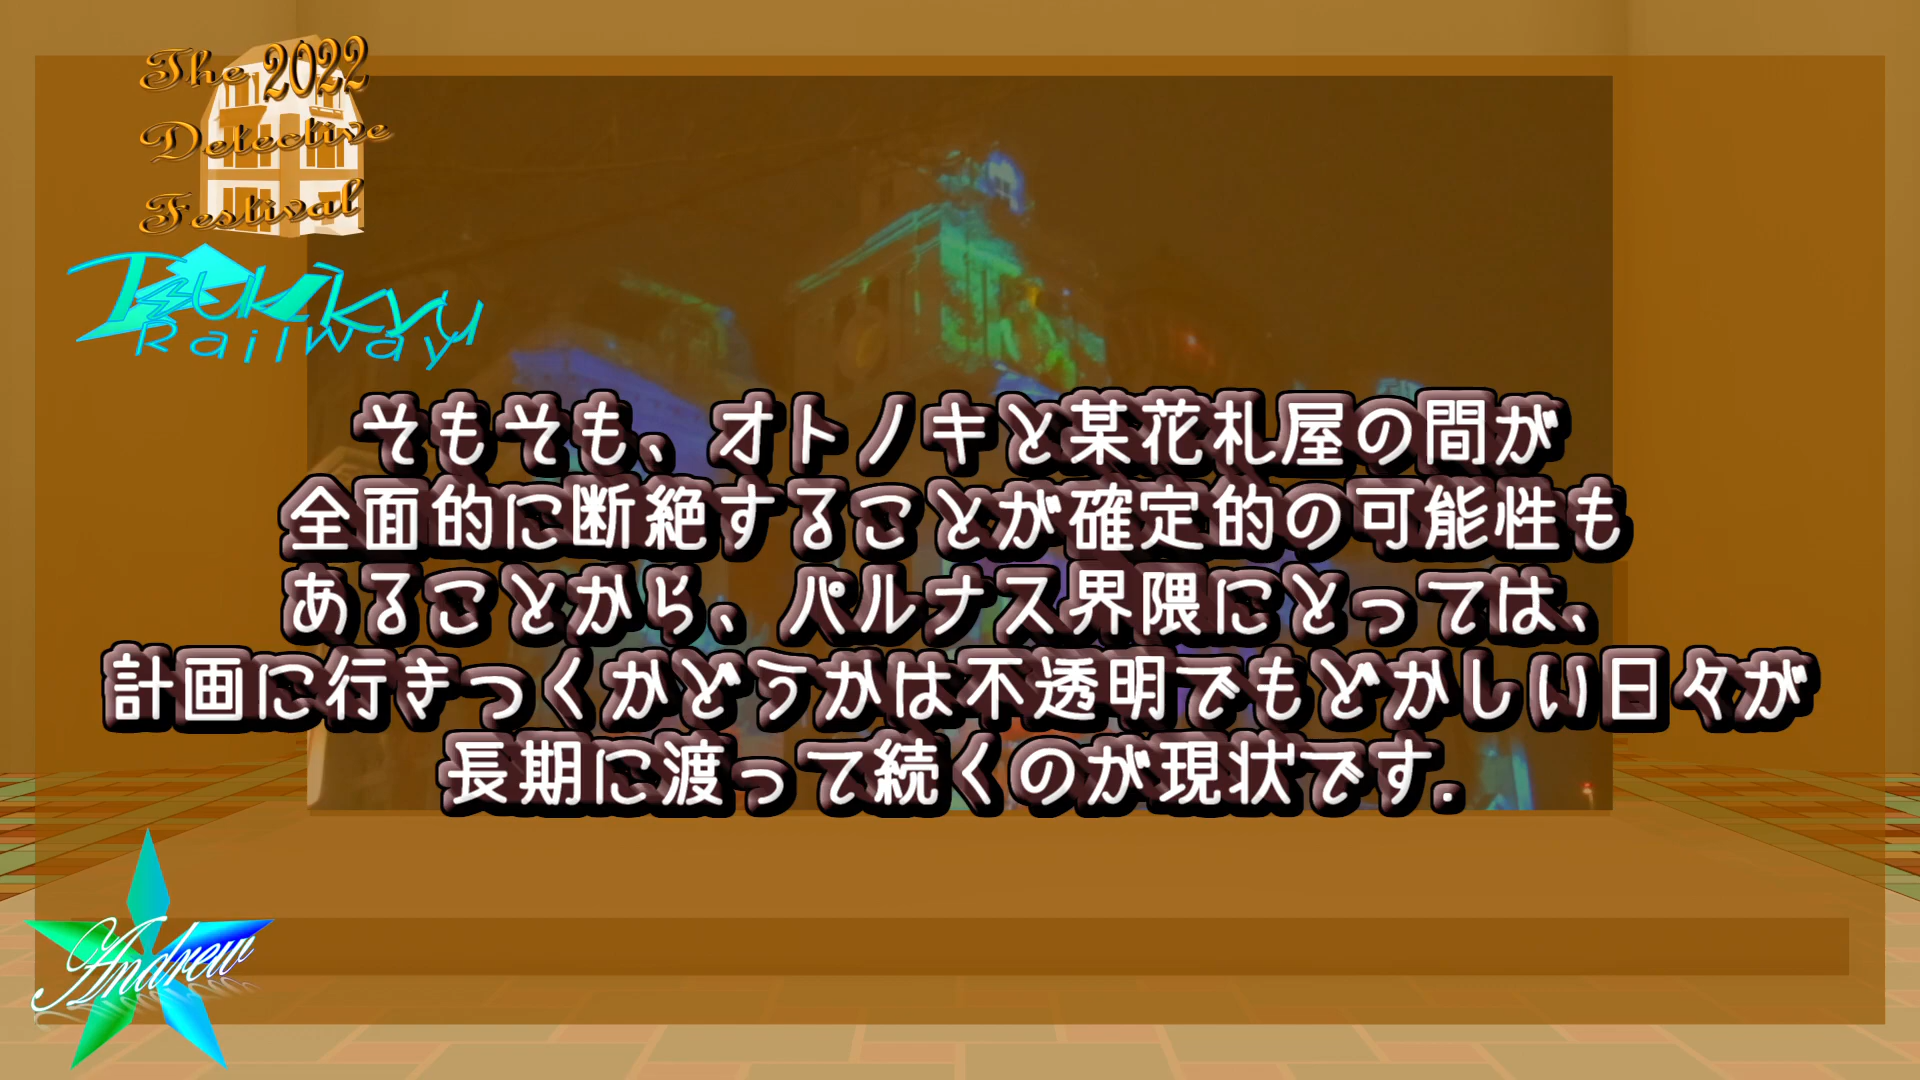 The 2022
Detective
Festival
Tsukikyu
Railway
そもそも、オトノキと某花札屋の間が
全面的に断絶することが確定的の可能性も
あることから、パルナス界隈にとっては、
計画に行きつくかどうかは不透明でもどかしい日々が
長期に渡って続くのが現状です.
Andrew